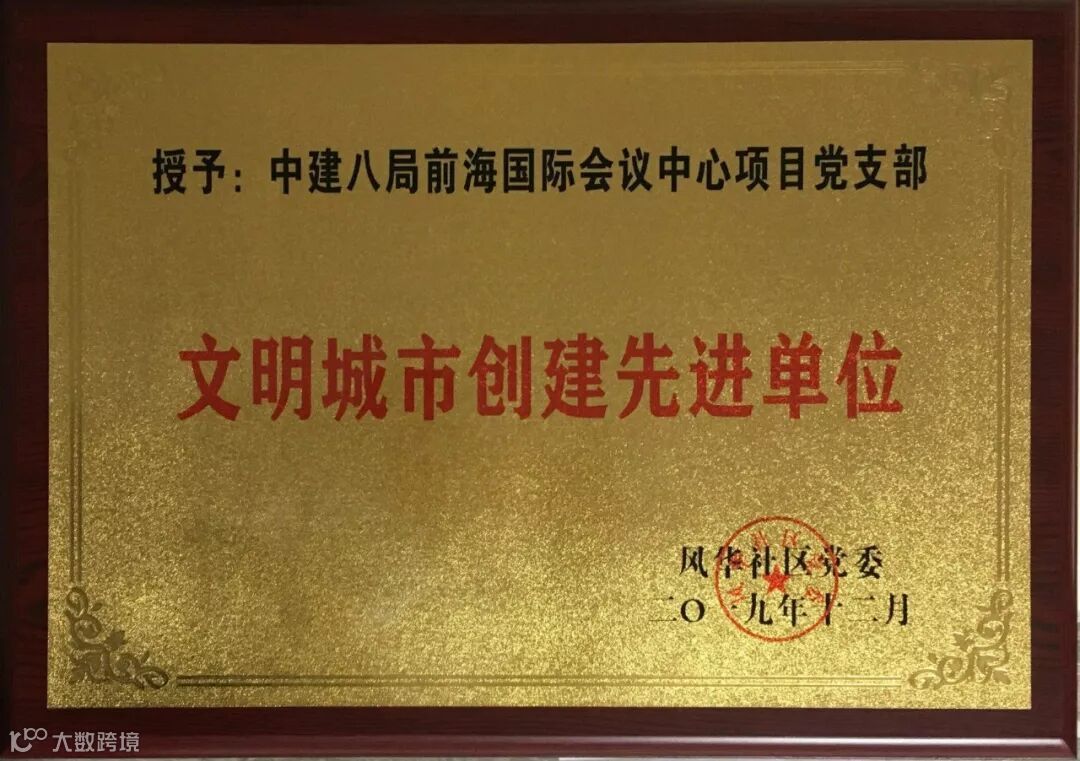 授予：中建八局前海国际会议中心项目党支部
文明城市创建先进单位
风华社区党委
二〇一九年十二月
大数跨境